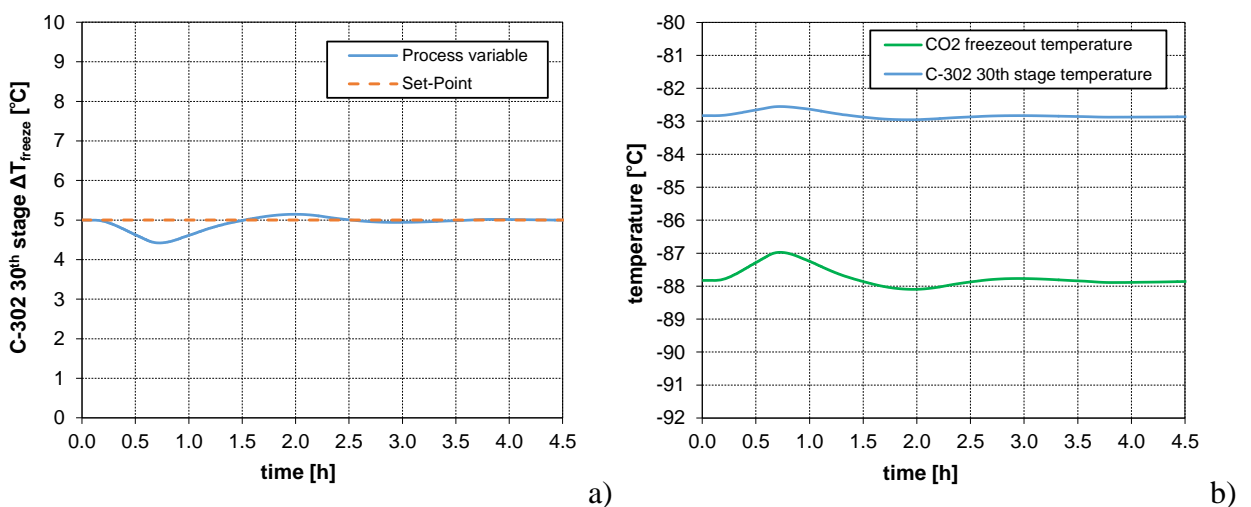 C-302 30th stage ΔTfreeze [°C]
10
9
8
7
6
5
4
3
2
1
0
Process variable
Set-Point
0.0 0.5 1.0 1.5 2.0 2.5 3.0 3.5 4.0 4.5
time [h]
a)
temperature [°C]
-80
-81
-82
-83
-84
-85
-86
-87
-88
-89
-90
-91
-92
CO2 freezeout temperature
C-302 30th stage temperature
0.0 0.5 1.0 1.5 2.0 2.5 3.0 3.5 4.0 4.5
time [h]
b)